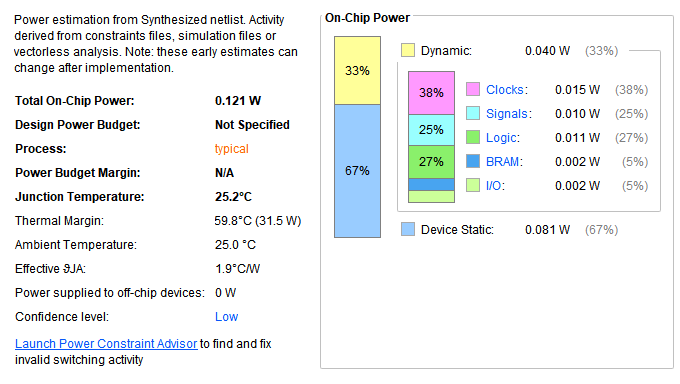 Power estimation from Synthesized netlist. Activity
derived from constraints files, simulation files or
vectorless analysis. Note: these early estimates can
change after implementation.
Total On-Chip Power: 0.121 W
Design Power Budget: Not Specified
Process: typical
Power Budget Margin: N/A
Junction Temperature: 25.2°C
Thermal Margin: 59.8°C (31.5 W)
Ambient Temperature: 25.0 °C
Effective ϑJA: 1.9°C/W
Power supplied to off-chip devices: 0 W
Confidence level: Low
Launch Power Constraint Advisor to find and fix
invalid switching activity
On-Chip Power
33%
67%
Dynamic: 0.040 W (33%)
38%
25%
27%
Clocks: 0.015 W (38%)
Signals: 0.010 W (25%)
Logic: 0.011 W (27%)
BRAM: 0.002 W (5%)
I/O: 0.002 W (5%)
Device Static: 0.081 W (67%)